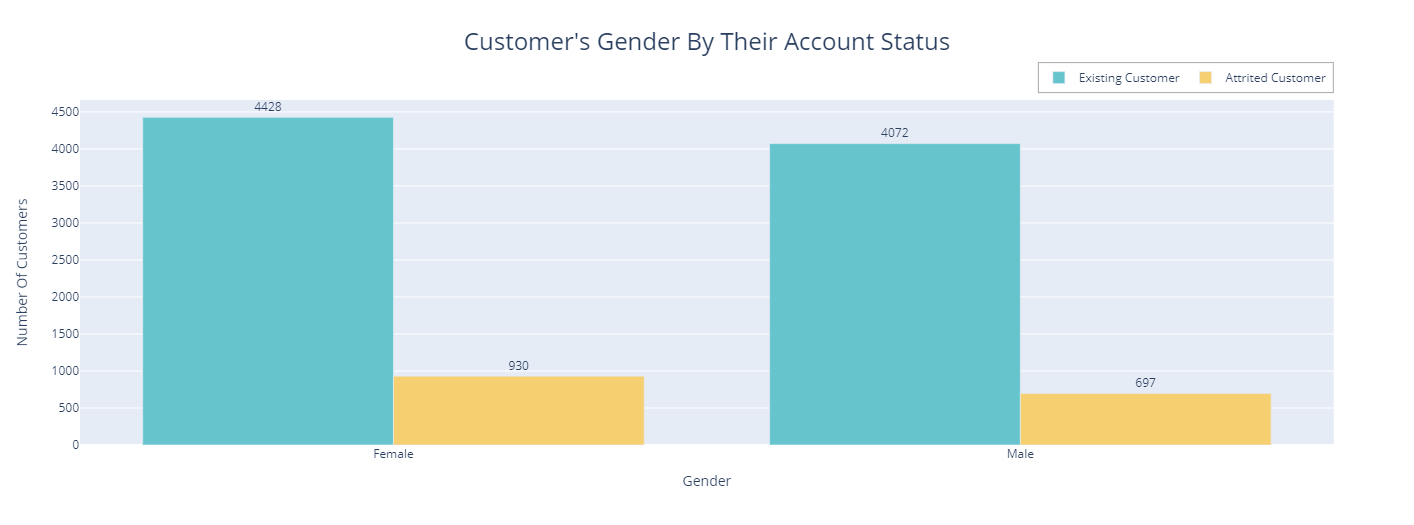 Customer's Gender By Their Account Status
Existing Customer Attrited Customer
4500
4000
3500
3000
2500
2000
1500
1000
500
0
Number Of Customers
4428
930
4072
697
Female Male
Gender